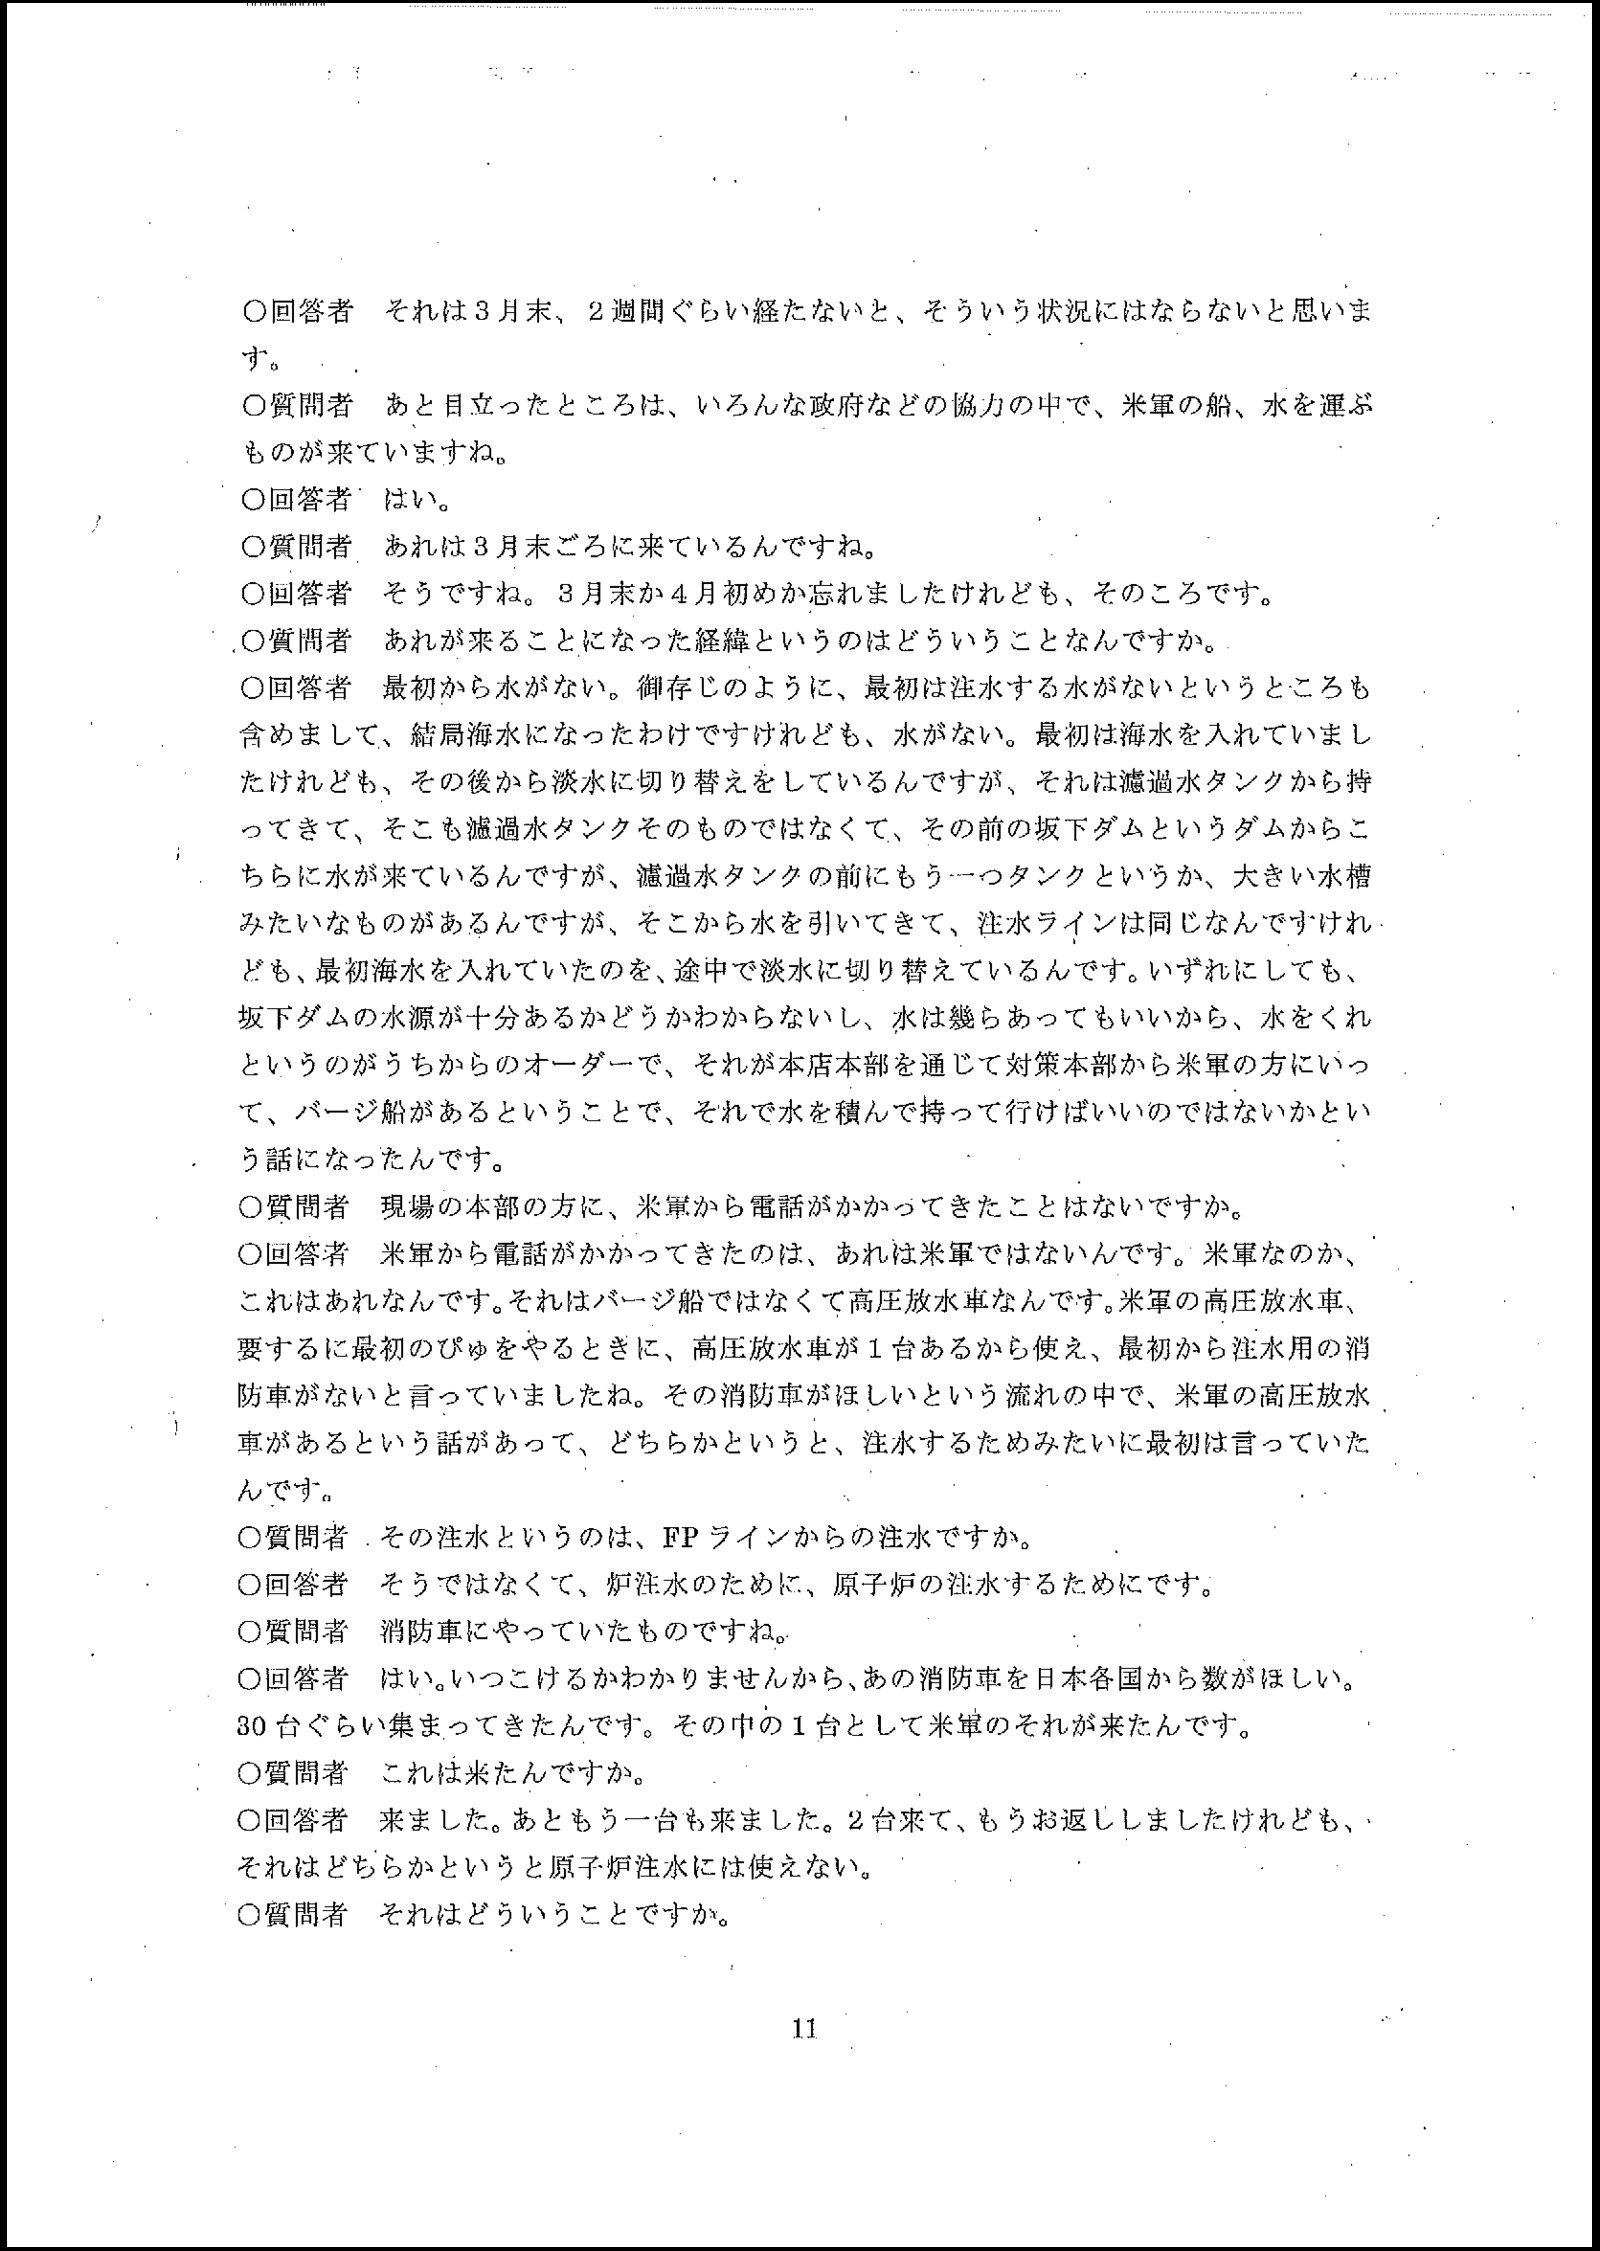 ○回答者　それは３月末、２週間ぐらい経たないと、そういう状況にはならないと思いま
す。
○質問者　あと目立ったところは、いろんな政府などの協力の中で、米軍の船、水を運ぶ
ものが来ていますね。
○回答者　はい。
○質問者　あれは３月末ごろに来ているんですね。
○回答者　そうですね。３月末か４月初めか忘れましたけれども、そのころです。
○質問者　あれが来ることになった経緯というのはどういうことなんですか。
○回答者　最初から水がない。御存じのように、最初は注水する水がないというところも
含めまして、結局海水になったわけですけれども、水がない。最初は海水を入れていまし
たけれども、その後から淡水に切り替えをしているんですが、それは濾過水タンクから持
ってきて、そこも濾過水タンクそのものではなくて、その前の坂下ダムというダムからこ
ちらに水が来ているんですが、濾過水タンクの前にもう一つタンクというか、大きい水槽
みたいなものがあるんですが、そこから水を引いてきて、注水ラインは同じなんですけれ
ども、最初海水を入れていたのを、途中で淡水に切り替えているんです。いずれにしても、
坂下ダムの水源が十分あるかどうかわからないし、水は幾らあってもいいから、水をくれ
というのがうちからのオーダーで、それが本店本部を通じて対策本部から米軍の方にいっ
て、バージ船があるということで、それで水を積んで持って行けばいいのではないかとい
う話になったんです。
○質問者　現場の本部の方に、米軍から電話がかかってきたことはないですか。
○回答者　米軍から電話がかかってきたのは、あれは米軍ではないんです。米軍なのか、
これはあれなんです。それはバージ船ではなくて高圧放水車なんです。米軍の高圧放水車、
要するに最初のぴゅをやるときに、高圧放水車が１台あるから使え、最初から注水用の消
防車がないと言っていましたね。その消防車がほしいという流れの中で、米軍の高圧放水
車があるという話があって、どちらかというと、注水するためみたいに最初は言っていた
んです。
○質問者　その注水というのは、FP ラインからの注水ですか。
○回答者　そうではなくて、炉注水のために、原子炉の注水するためにです。
○質問者　消防車にやっていたものですね。
○回答者　はい。いつこけるかわかりませんから、あの消防車を日本各国から数がほしい。
30 台ぐらい集まってきたんです。その中の１台として米軍のそれが来たんです。
○質問者　これは来たんですか。
○回答者　来ました。あともう一台も来ました。２台来て、もうお返ししましたけれども、
それはどちらかというと原子炉注水には使えない。
○質問者　それはどういうことですか。
11